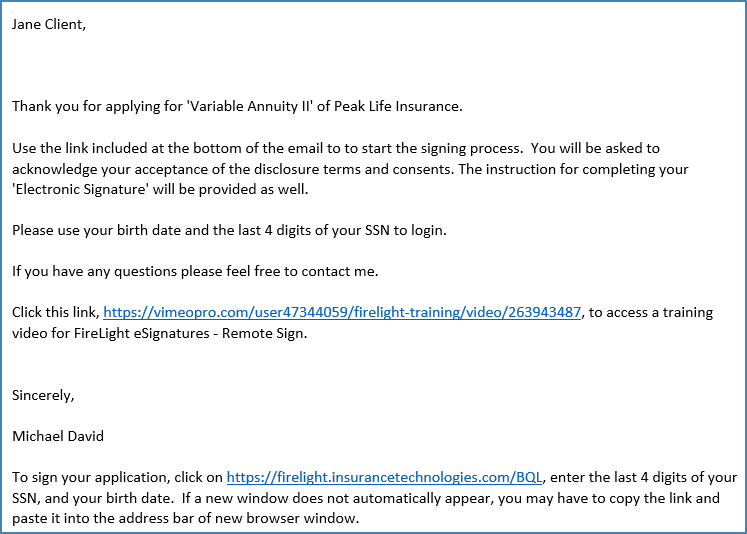 Jane Client,
Thank you for applying for 'Variable Annuity II' of Peak Life Insurance.
Use the link included at the bottom of the email to to start the signing process.  You will be asked to
acknowledge your acceptance of the disclosure terms and consents. The instruction for completing your
'Electronic Signature' will be provided as well.
Please use your birth date and the last 4 digits of your SSN to login.
If you have any questions please feel free to contact me.
Click this link, https://vimeopro.com/user47344059/firelight-training/video/263943487, to access a training
video for FireLight eSignatures - Remote Sign.
Sincerely,
Michael David
To sign your application, click on https://firelight.insurancetechnologies.com/BQL, enter the last 4 digits of your
SSN, and your birth date.  If a new window does not automatically appear, you may have to copy the link and
paste it into the address bar of new browser window.